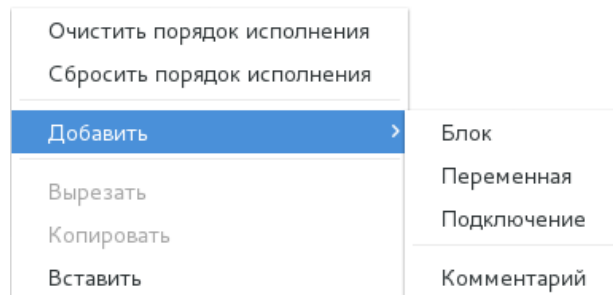 Очистить порядок исполнения
Сбросить порядок исполнения
Добавить
Блок
Переменная
Подключение
Комментарий
Вырезать
Копировать
Вставить